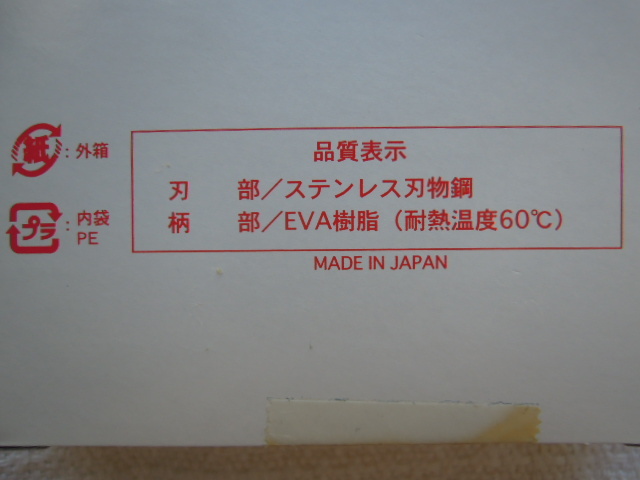 品質表示
紙：外箱
刃　部／ステンレス刃物鋼
プラ：内袋
PE
柄　部／EVA樹脂（耐熱温度60℃）
MADE IN JAPAN